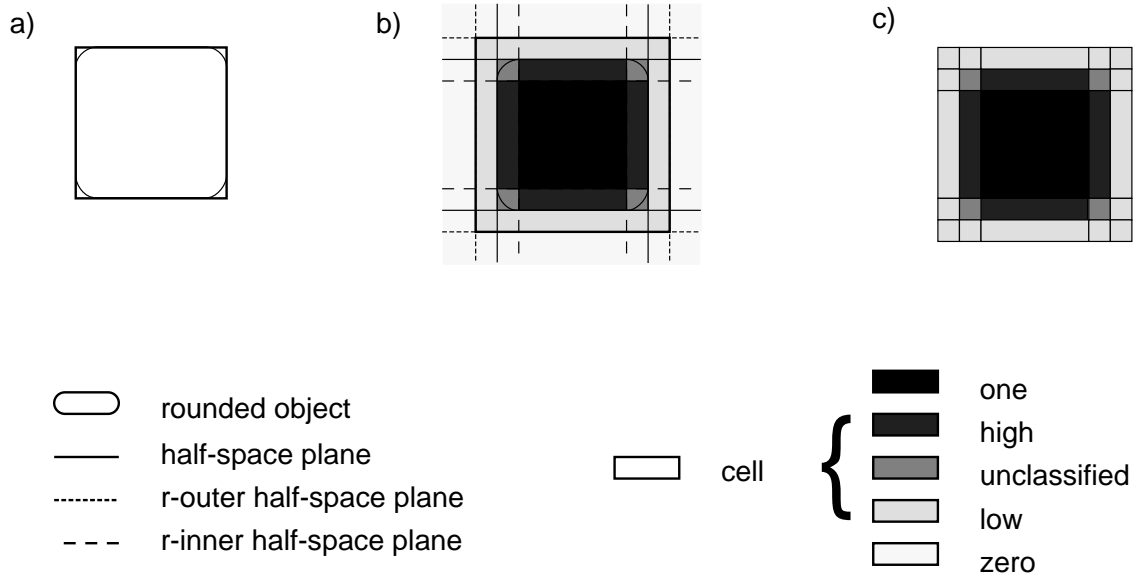 a)
b)
c)
rounded object
half-space plane
r-outer half-space plane
r-inner half-space plane
cell
{
one
high
unclassified
low
zero